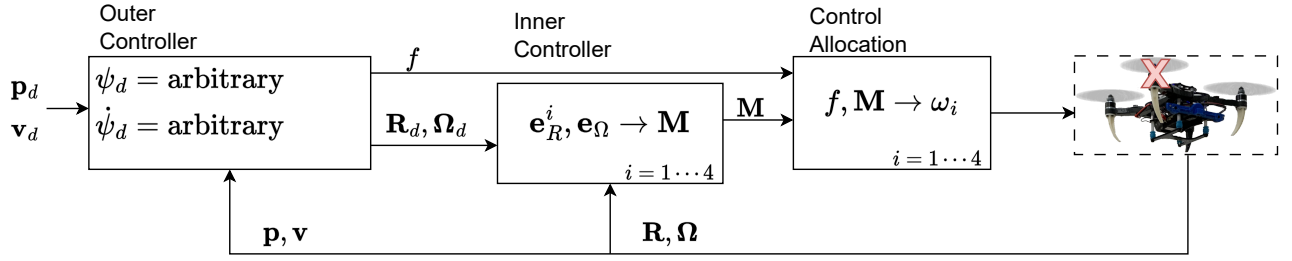 Outer
Controller
Inner
Controller
Control
Allocation
p_d
v_d
ψ_d = arbitrary
ψ̇_d = arbitrary
f
R_d, Ω_d
e_R^i, e_Ω → M
i = 1 ⋯ 4
M
f, M → ω_i
i = 1 ⋯ 4
X
p, v
R, Ω